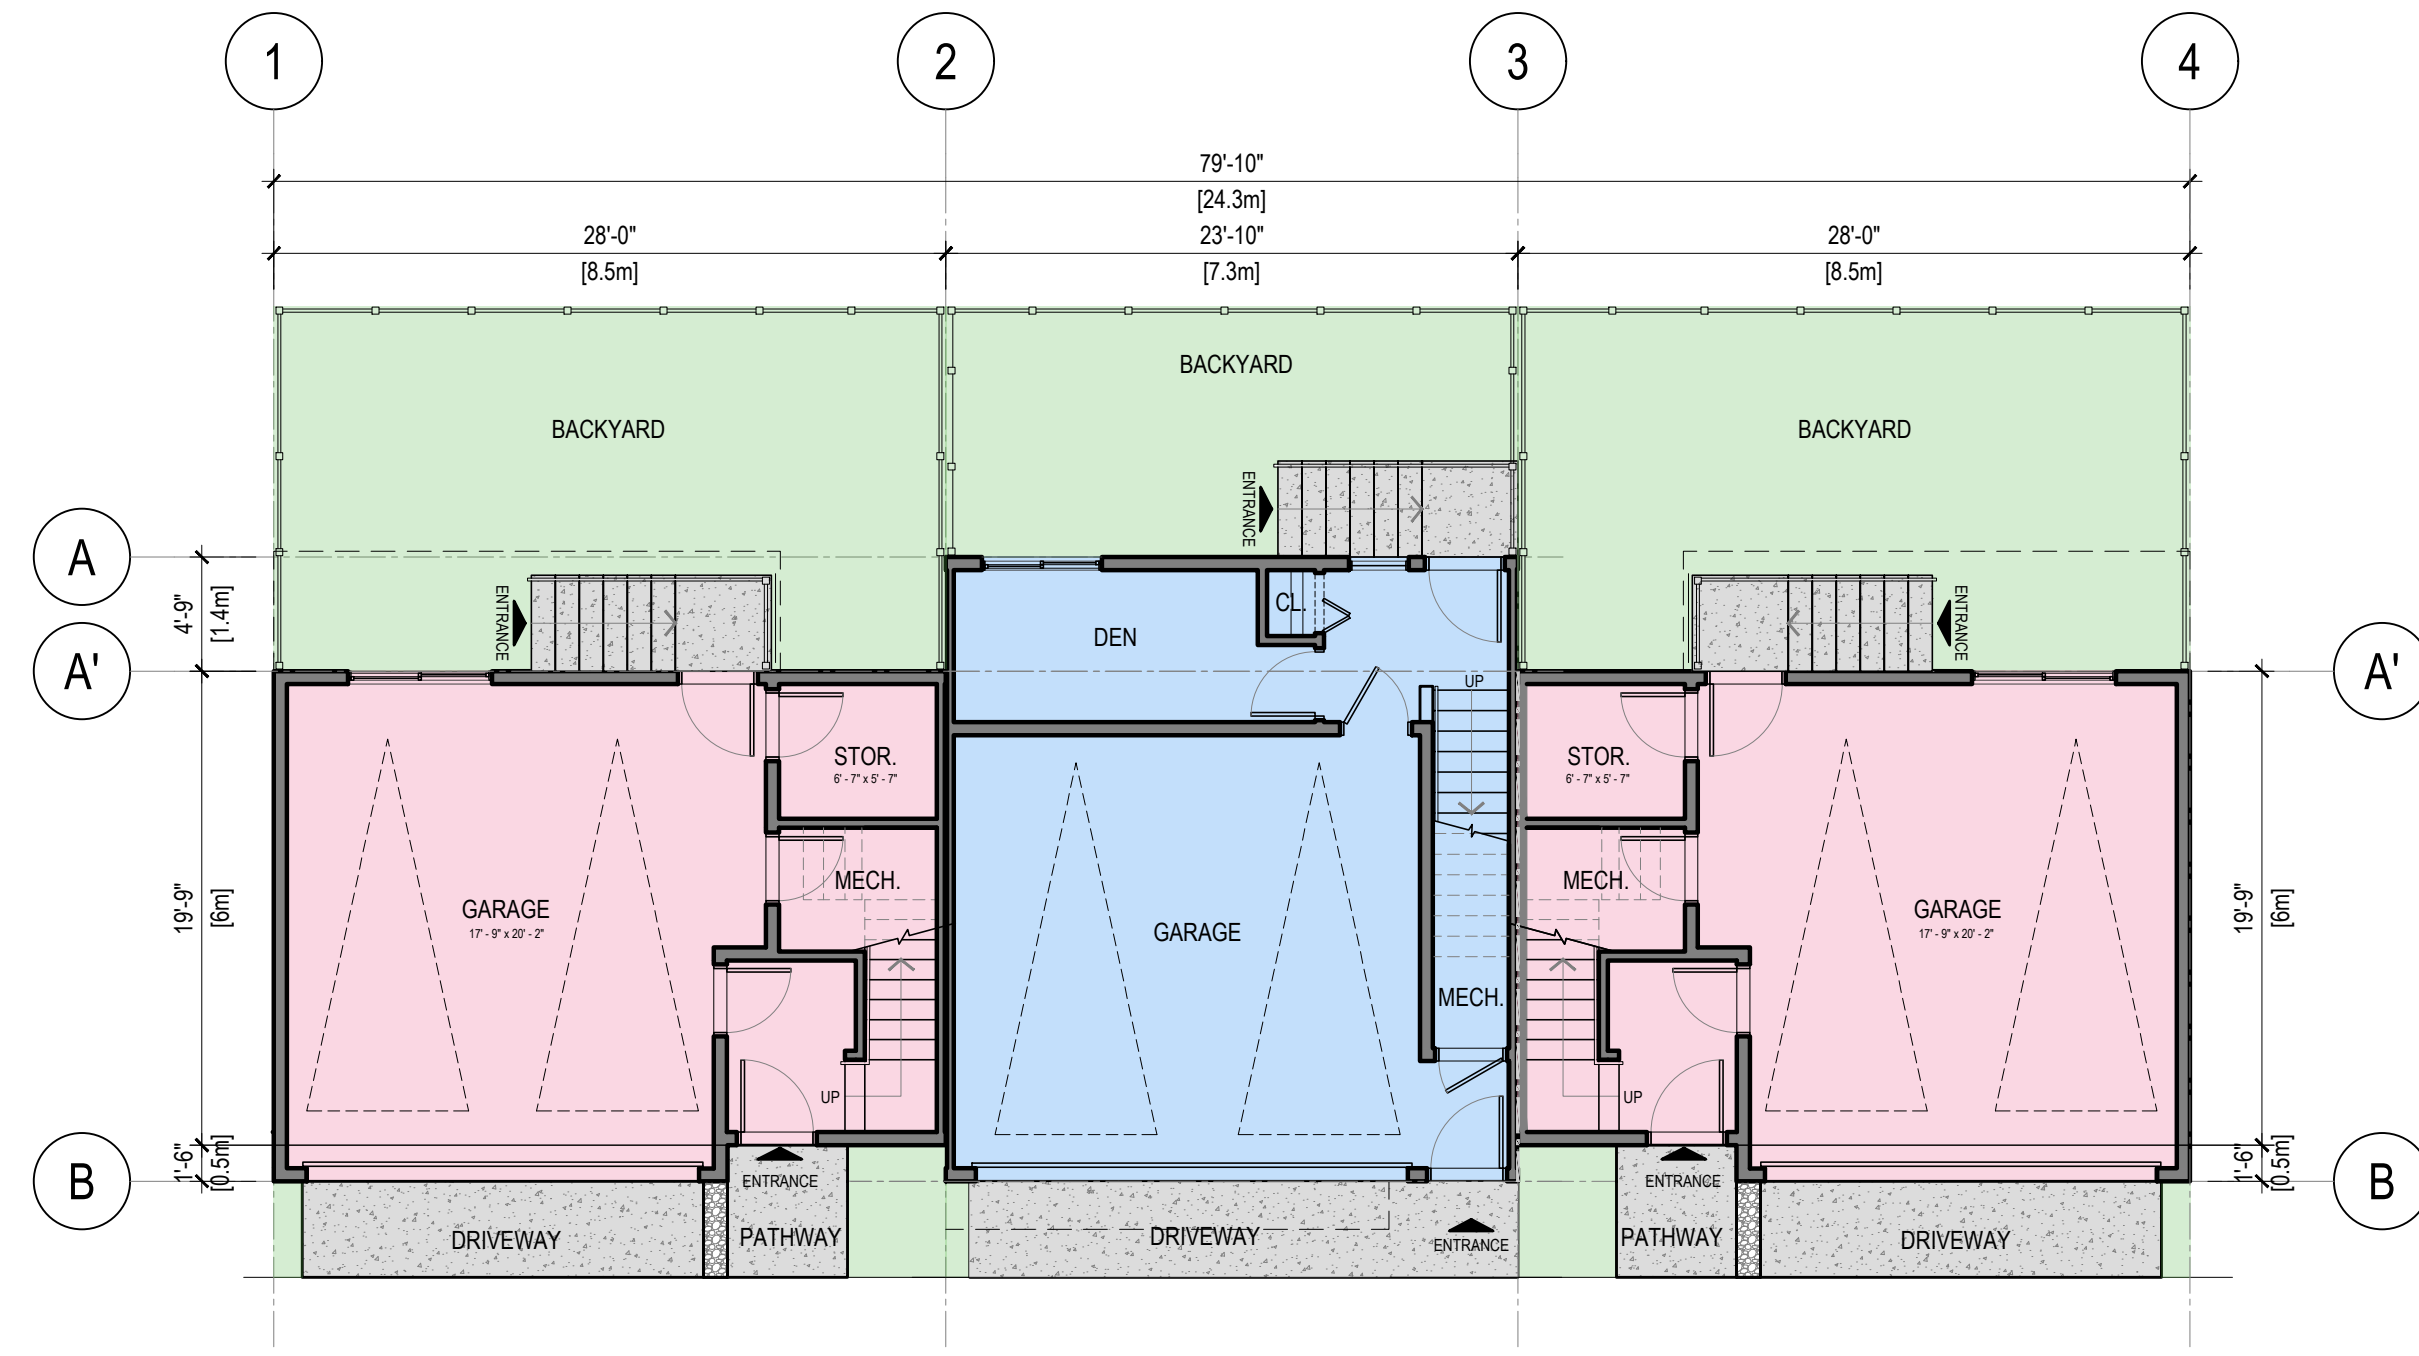 1
2
3
4
79'-10"
[24.3m]
28'-0"
23'-10"
28'-0"
[8.5m]
[7.3m]
[8.5m]
BACKYARD
BACKYARD
BACKYARD
ENTRANCE
A
4'-9"
[1.4m]
ENTRANCE
ENTRANCE
CL.
DEN
A'
A'
UP
STOR.
6' - 7" x 5' - 7"
STOR.
6' - 7" x 5' - 7"
MECH.
MECH.
19'-9"
[6m]
GARAGE
17' - 9" x 20' - 2"
GARAGE
GARAGE
17' - 9" x 20' - 2"
19'-9"
[6m]
MECH.
UP
UP
1'-6"
[0.5m]
1'-6"
[0.5m]
B
B
ENTRANCE
ENTRANCE
DRIVEWAY
PATHWAY
DRIVEWAY
ENTRANCE
PATHWAY
DRIVEWAY